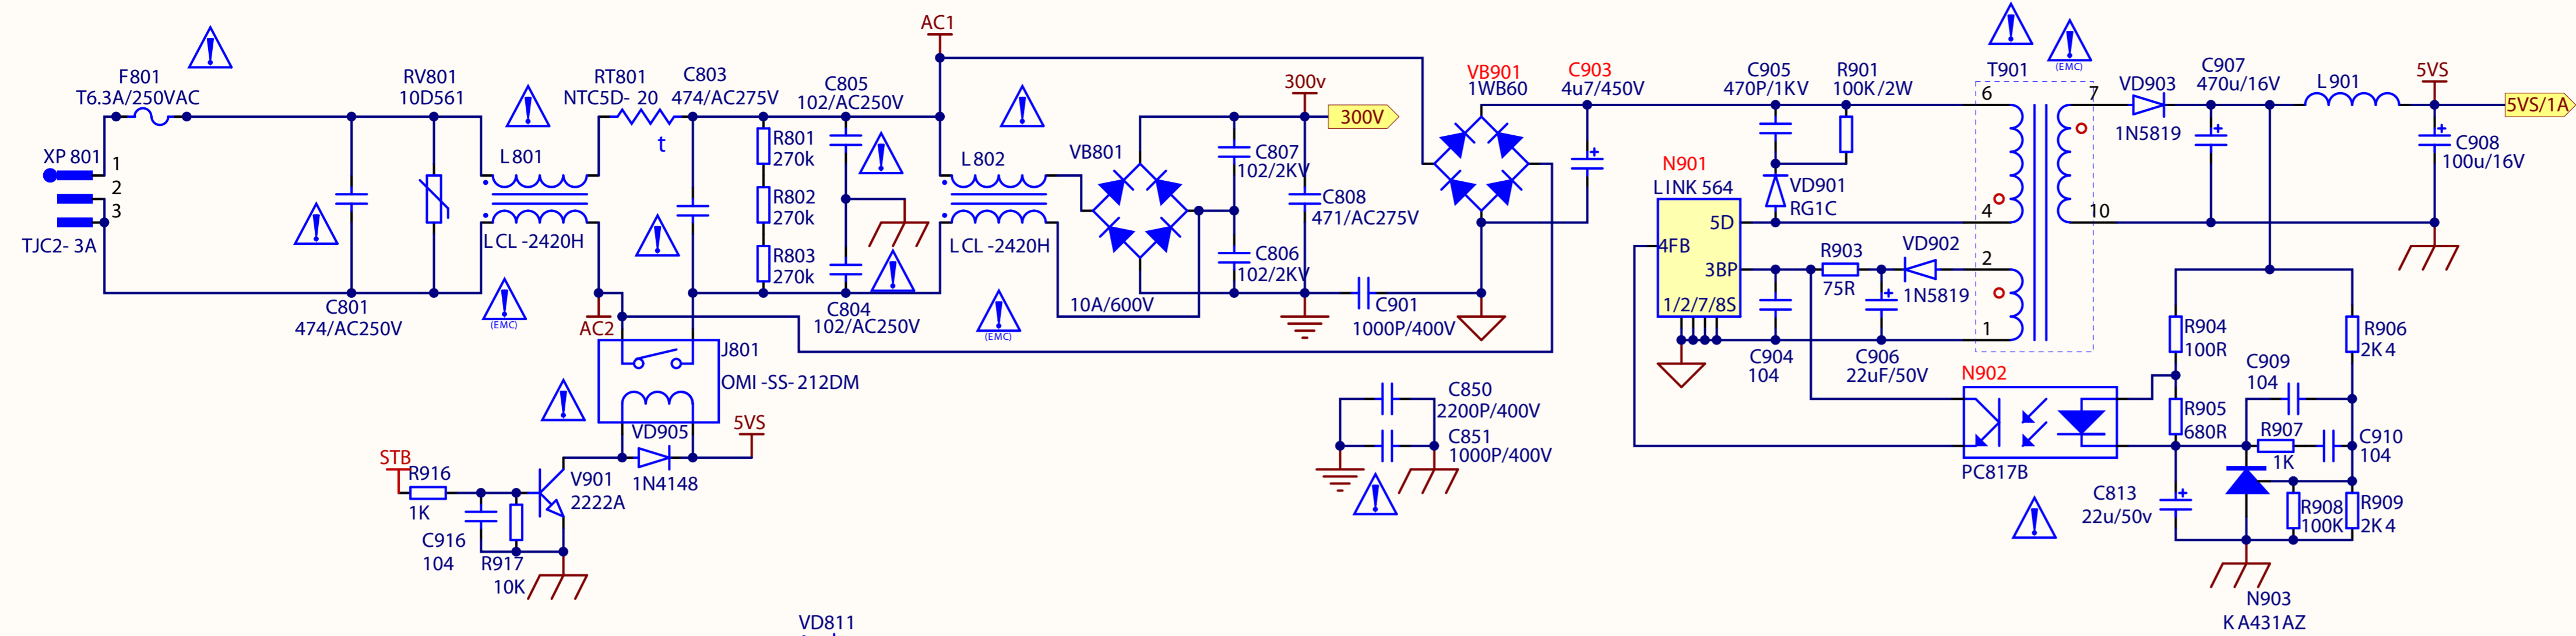 AC1
F801
T6.3A/250VAC
RV801
10D561
RT801
NTC5D- 20
t
C803
474/AC275V
C805
102/AC250V
XP 801
1
2
3
TJC2- 3A
L801
LCL -2420H
(EMC)
C801
474/AC250V
R801
270k
R802
270k
R803
270k
C804
102/AC250V
AC2
L802
LCL -2420H
(EMC)
VB801
10A/600V
C807
102/2KV
C806
102/2KV
300v
300V
C808
471/AC275V
C901
1000P/400V
VB901
1WB60
C903
4u7/450V
C905
470P/1KV
R901
100K/2W
N901
LINK 564
5D
4FB
3BP
1/2/7/8S
VD901
RG1C
R903
75R
VD902
1N5819
C904
104
C906
22uF/50V
T901
(EMC)
6
4
2
1
7
10
VD903
1N5819
C907
470u/16V
L901
5VS
5VS/1A
C908
100u/16V
R904
100R
R905
680R
R906
2K4
C909
104
R907
1K
C910
104
N902
PC817B
C813
22u/50v
R908
100K
R909
2K4
N903
KA431AZ
J801
OMI -SS- 212DM
VD905
1N4148
5VS
STB
R916
1K
V901
2222A
C916
104
R917
10K
C850
2200P/400V
C851
1000P/400V
VD811